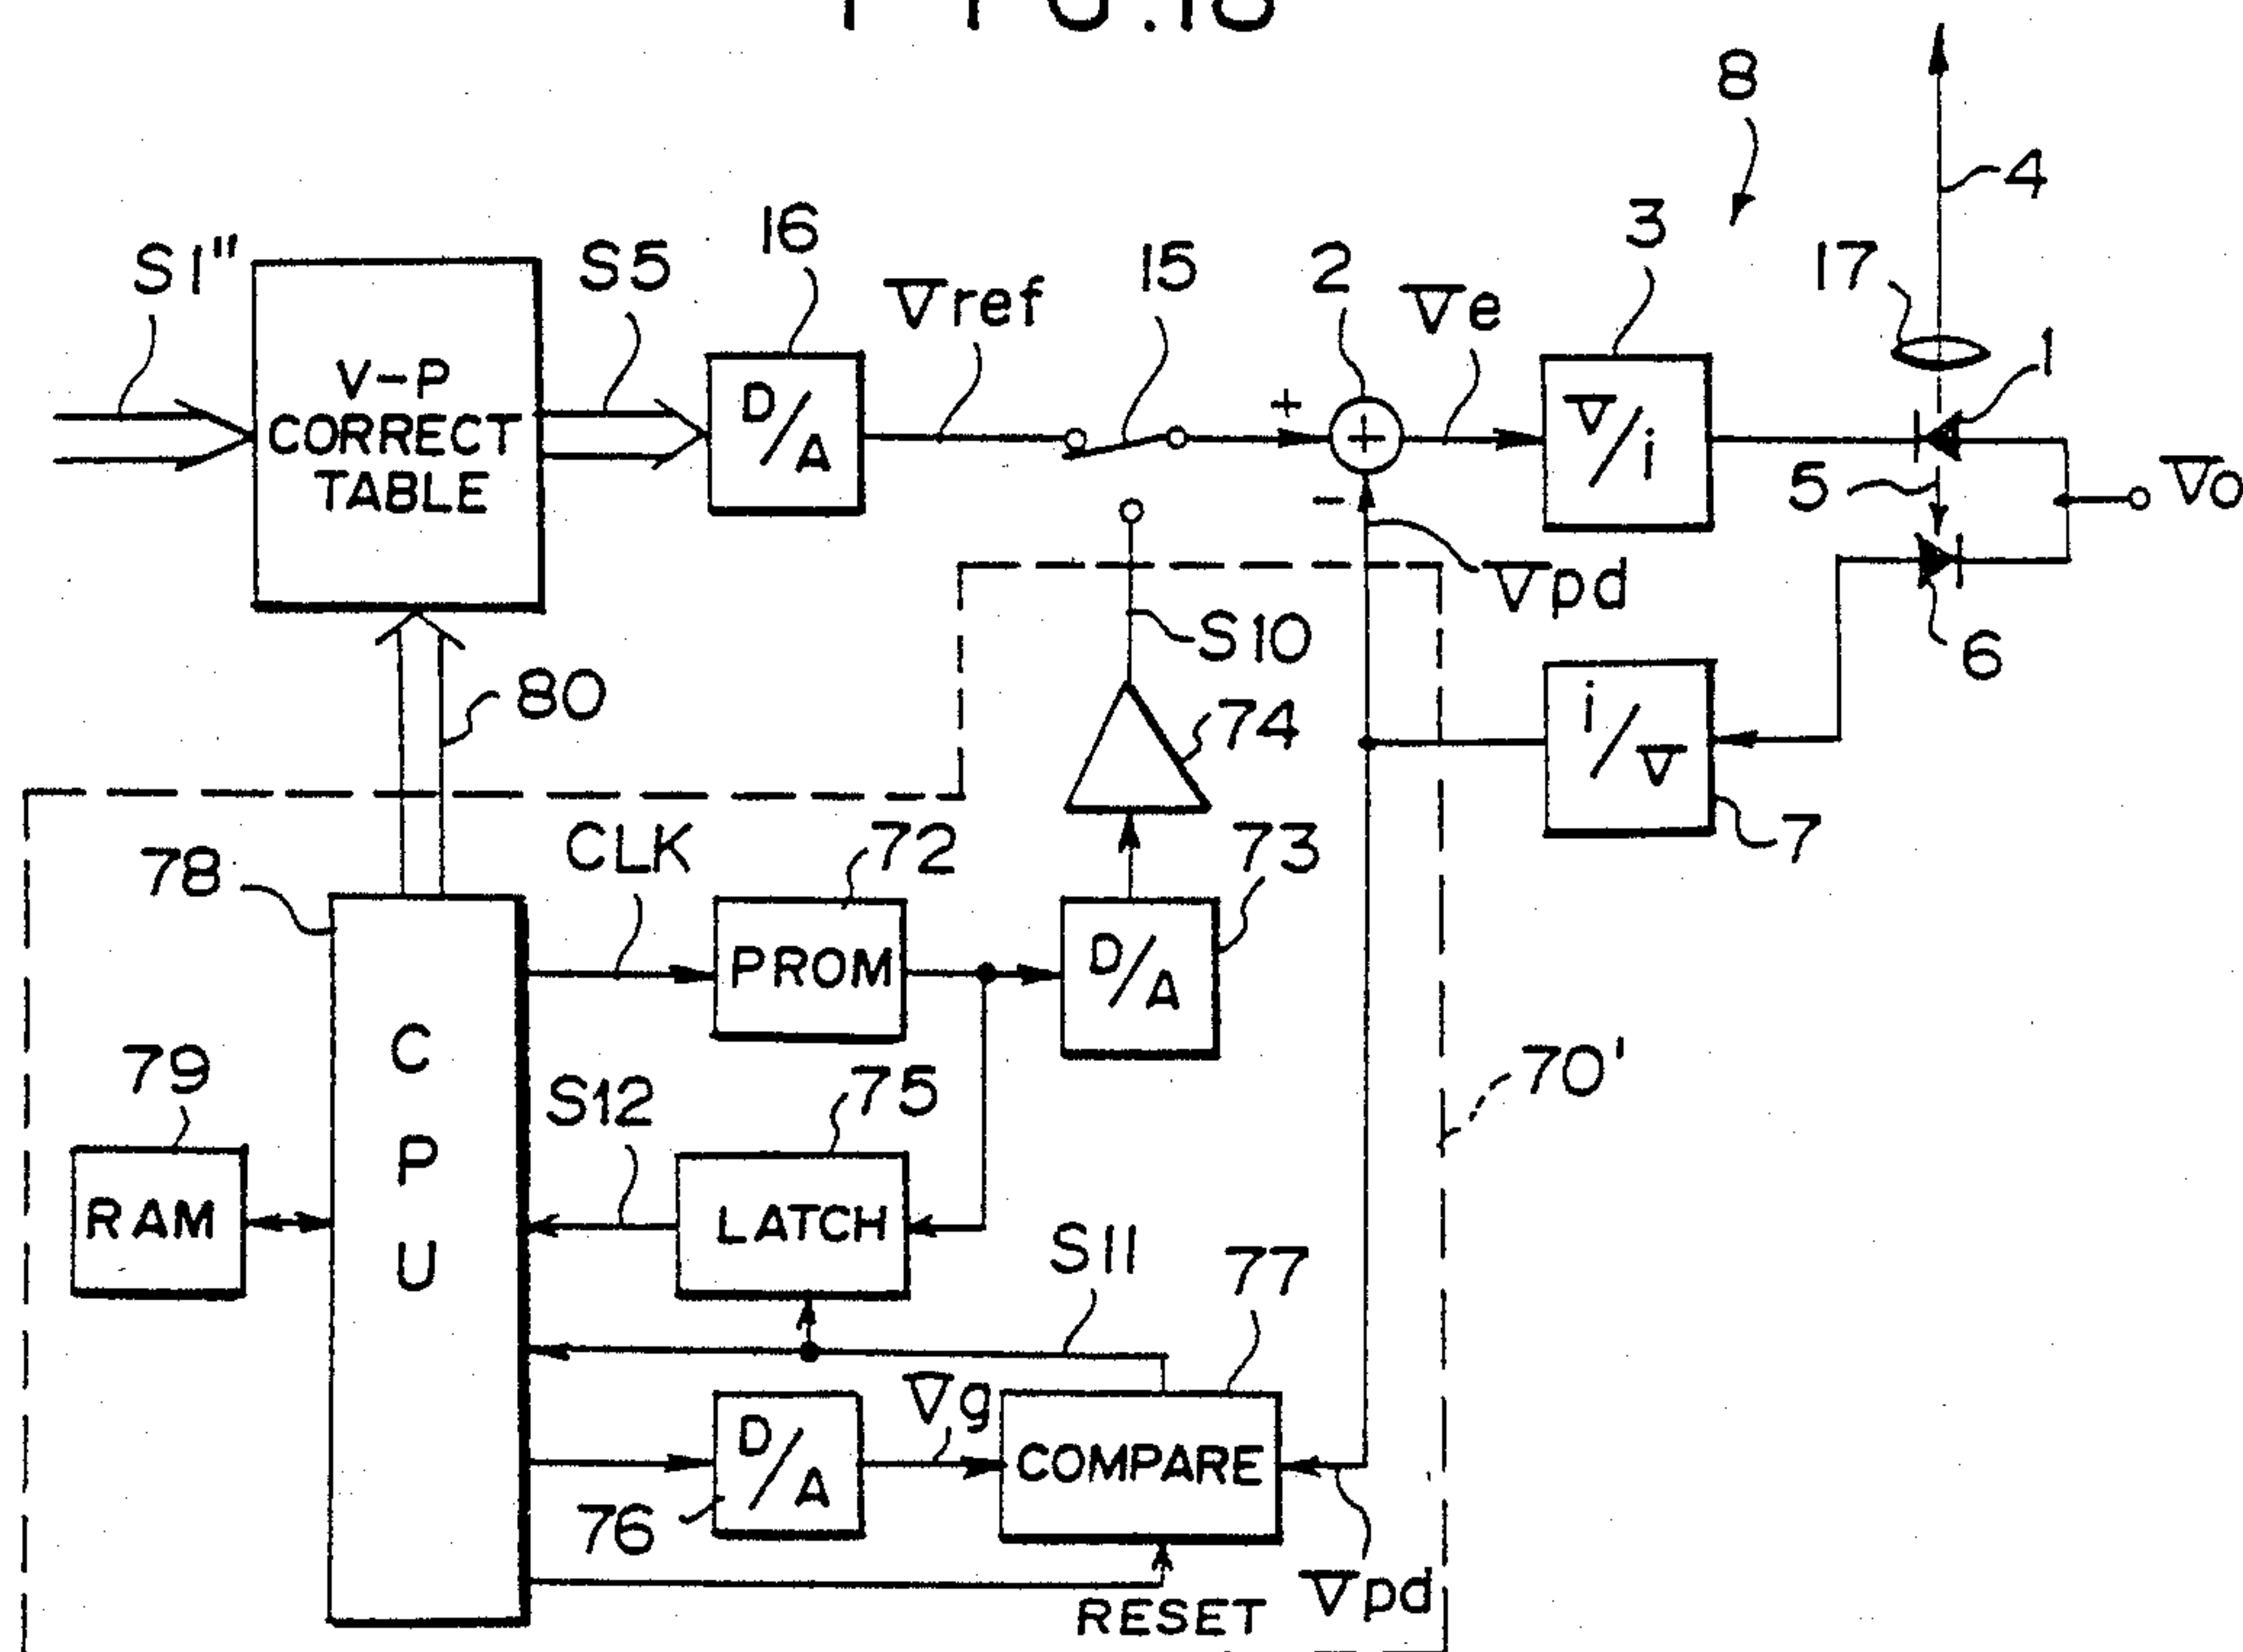 8
4
S1"
S5
16
Vref
15
2
Ve
3
17
1
V-P
CORRECT
TABLE
D/A
+
+
V/i
5
Vo
−
Vpd
6
S10
80
74
i/V
7
78
CLK
72
73
PROM
D/A
CPU
79
S12
75
70'
RAM
LATCH
S11
77
Vg
D/A
COMPARE
76
Vpd
RESET